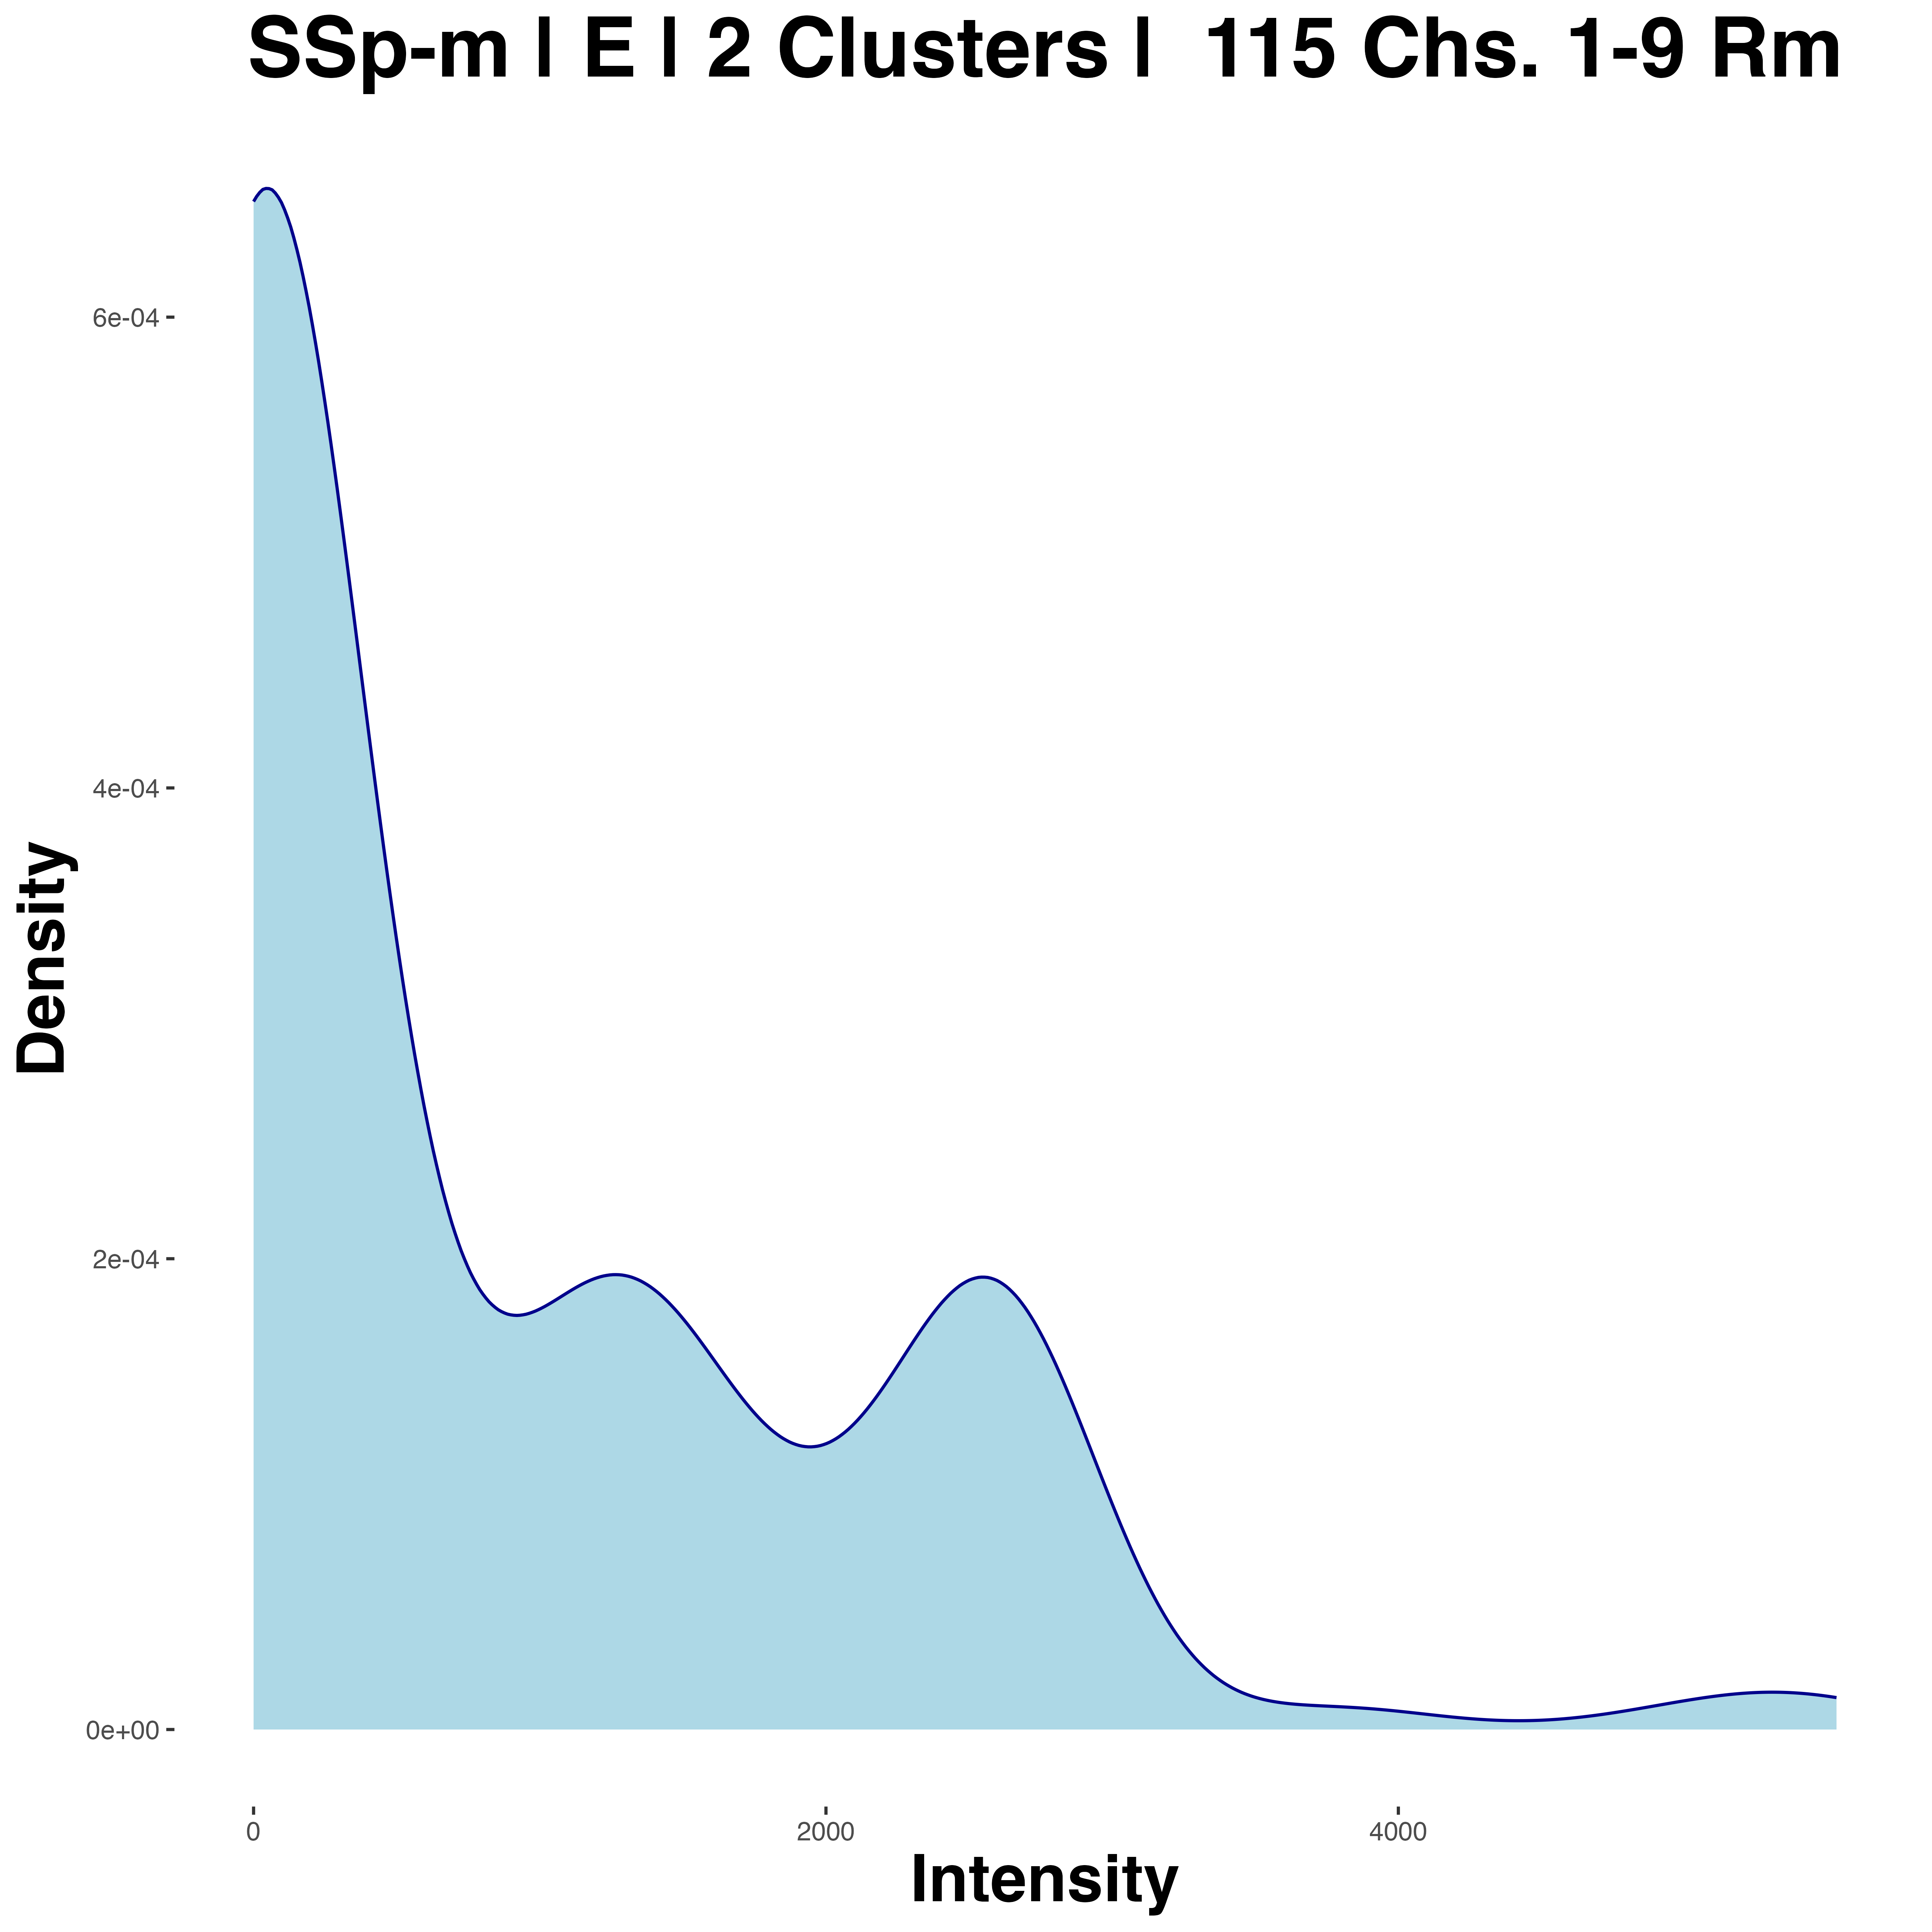 SSp-m | E | 2 Clusters | 115 Chs. 1-9 Rm
6e-04
4e-04
2e-04
0e+00
Density
0 2000 4000
Intensity